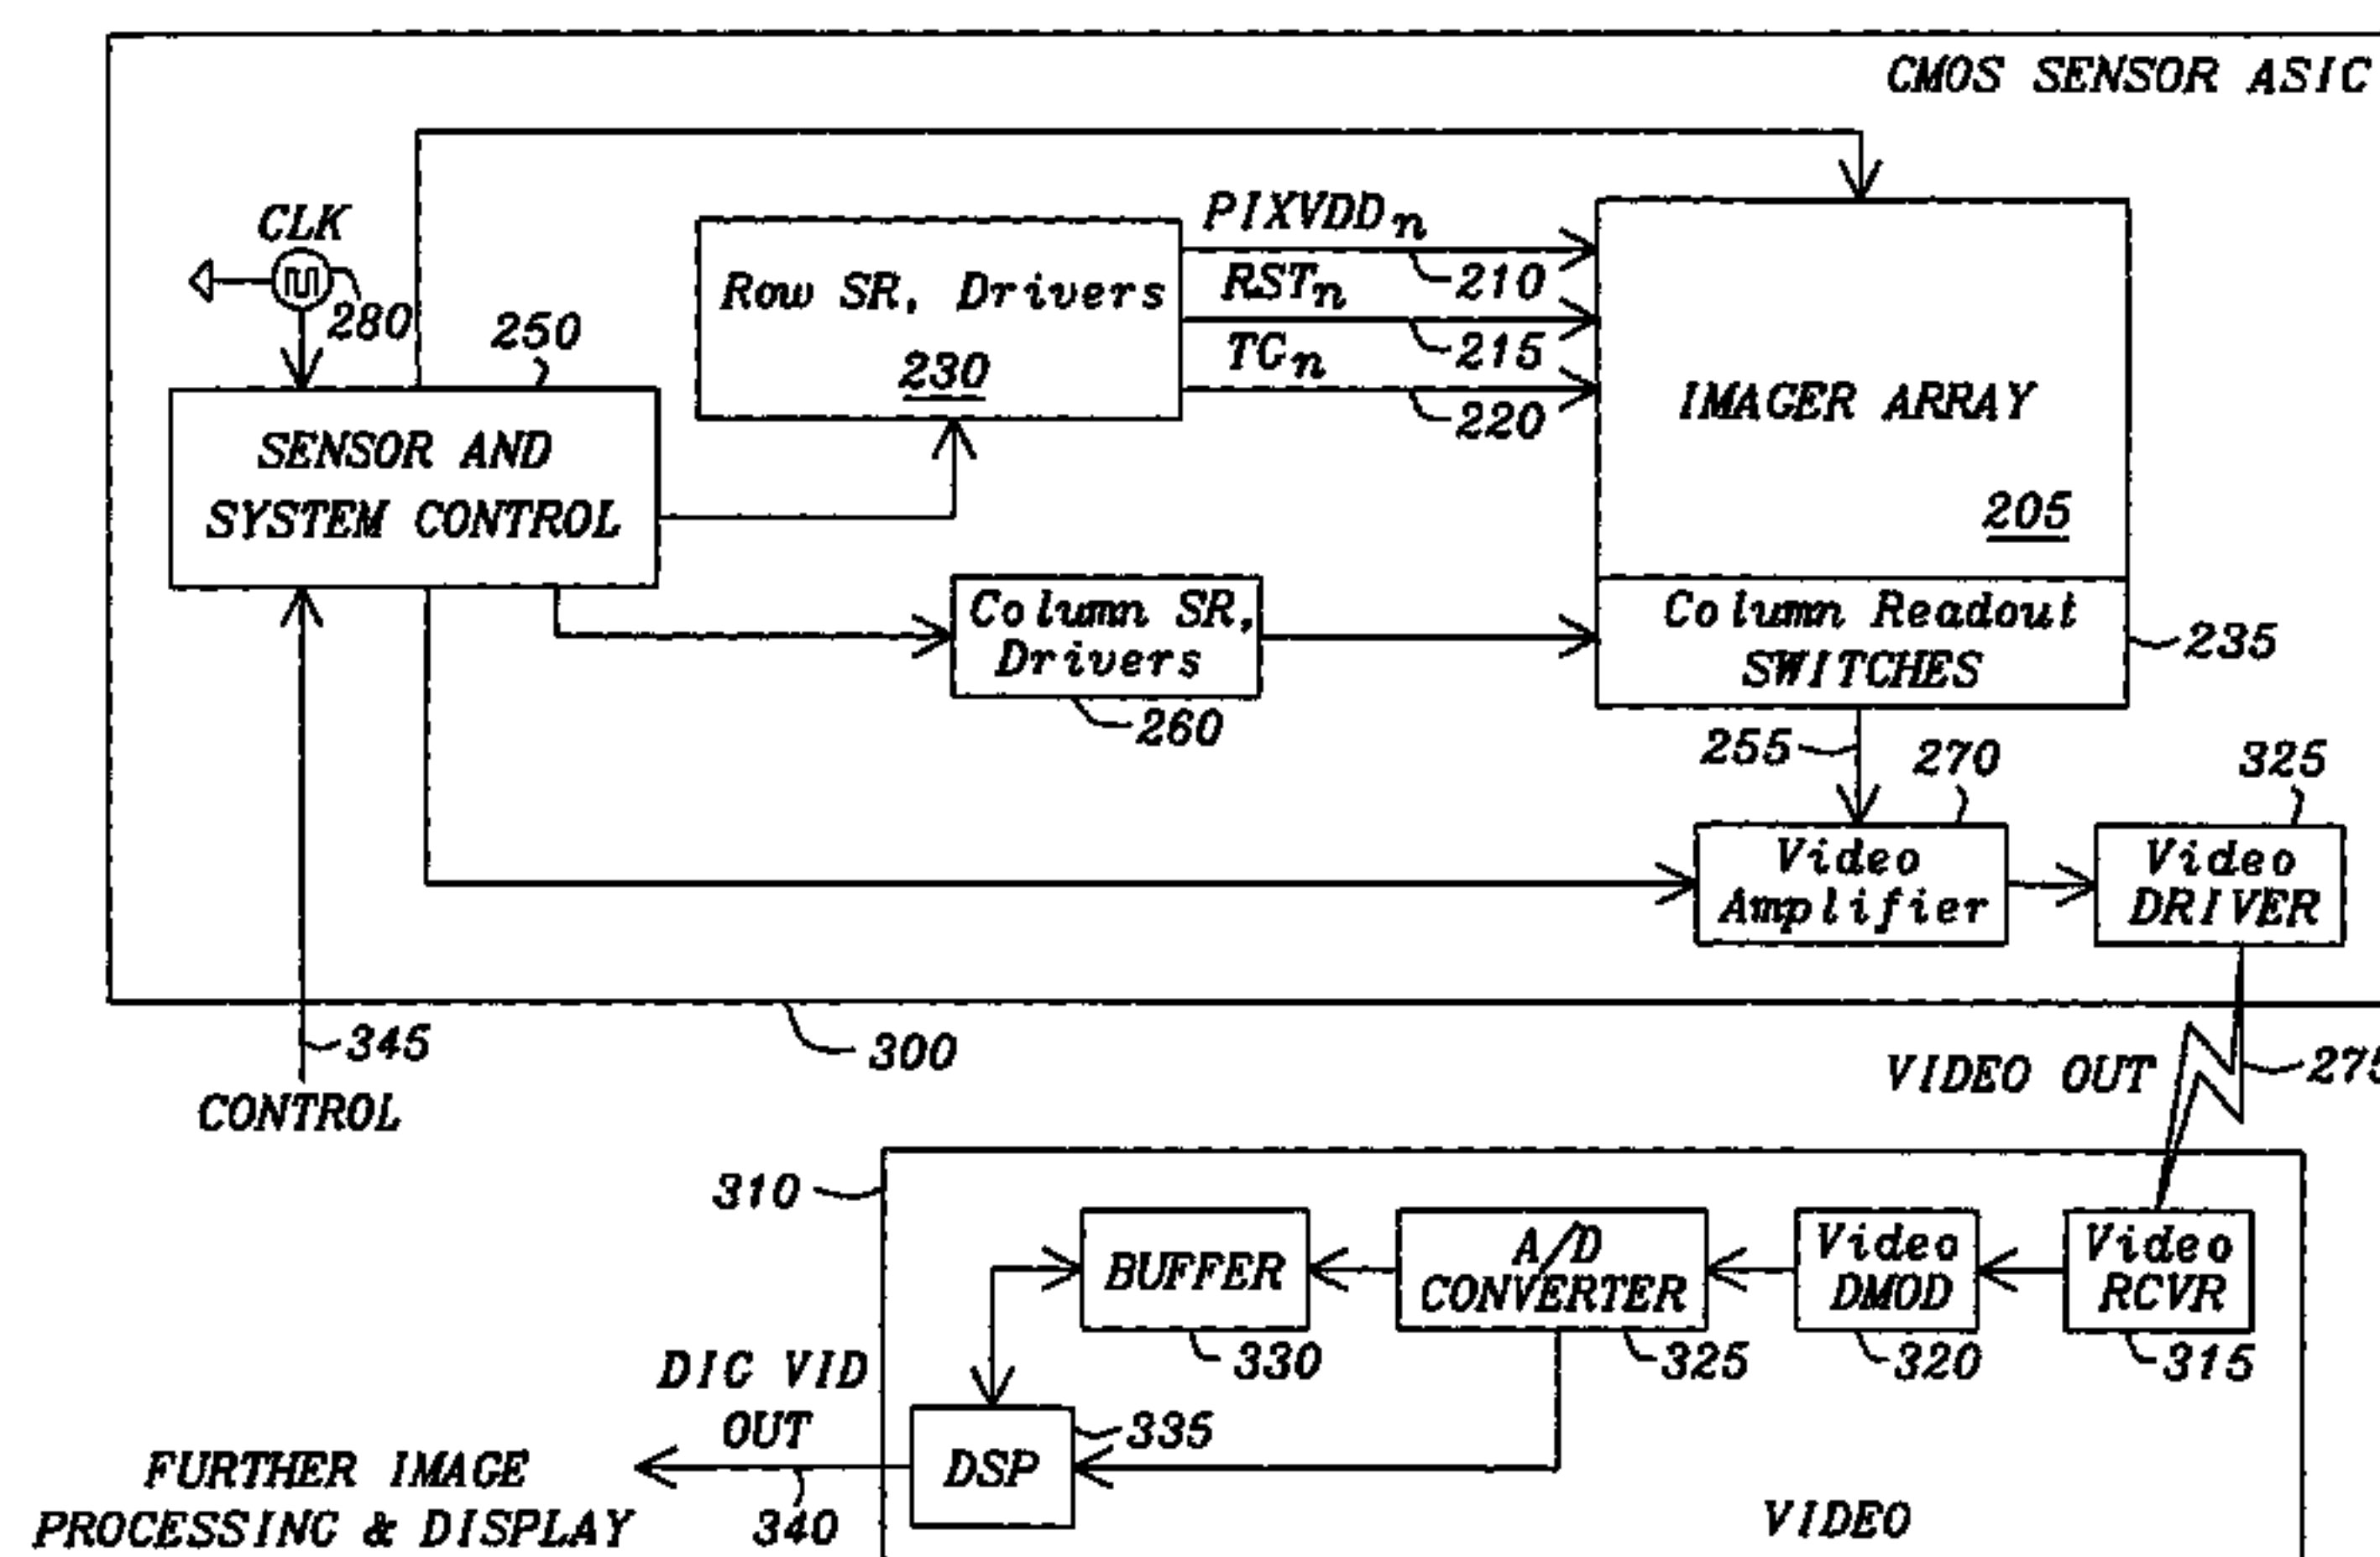 CMOS SENSOR ASIC
CLK
280
250
SENSOR AND
SYSTEM CONTROL
Row SR, Drivers
230
PIXVDDn
210
RSTn
215
TGn
220
IMAGER ARRAY
205
Column Readout
SWITCHES
235
Column SR,
Drivers
260
255
270
325
Video
Amplifier
Video
DRIVER
345
CONTROL
300
VIDEO OUT
275
310
BUFFER
330
A/D
CONVERTER
325
Video
DMOD
320
Video
RCVR
315
DIG VID
OUT
335
DSP
340
FURTHER IMAGE
PROCESSING & DISPLAY
VIDEO